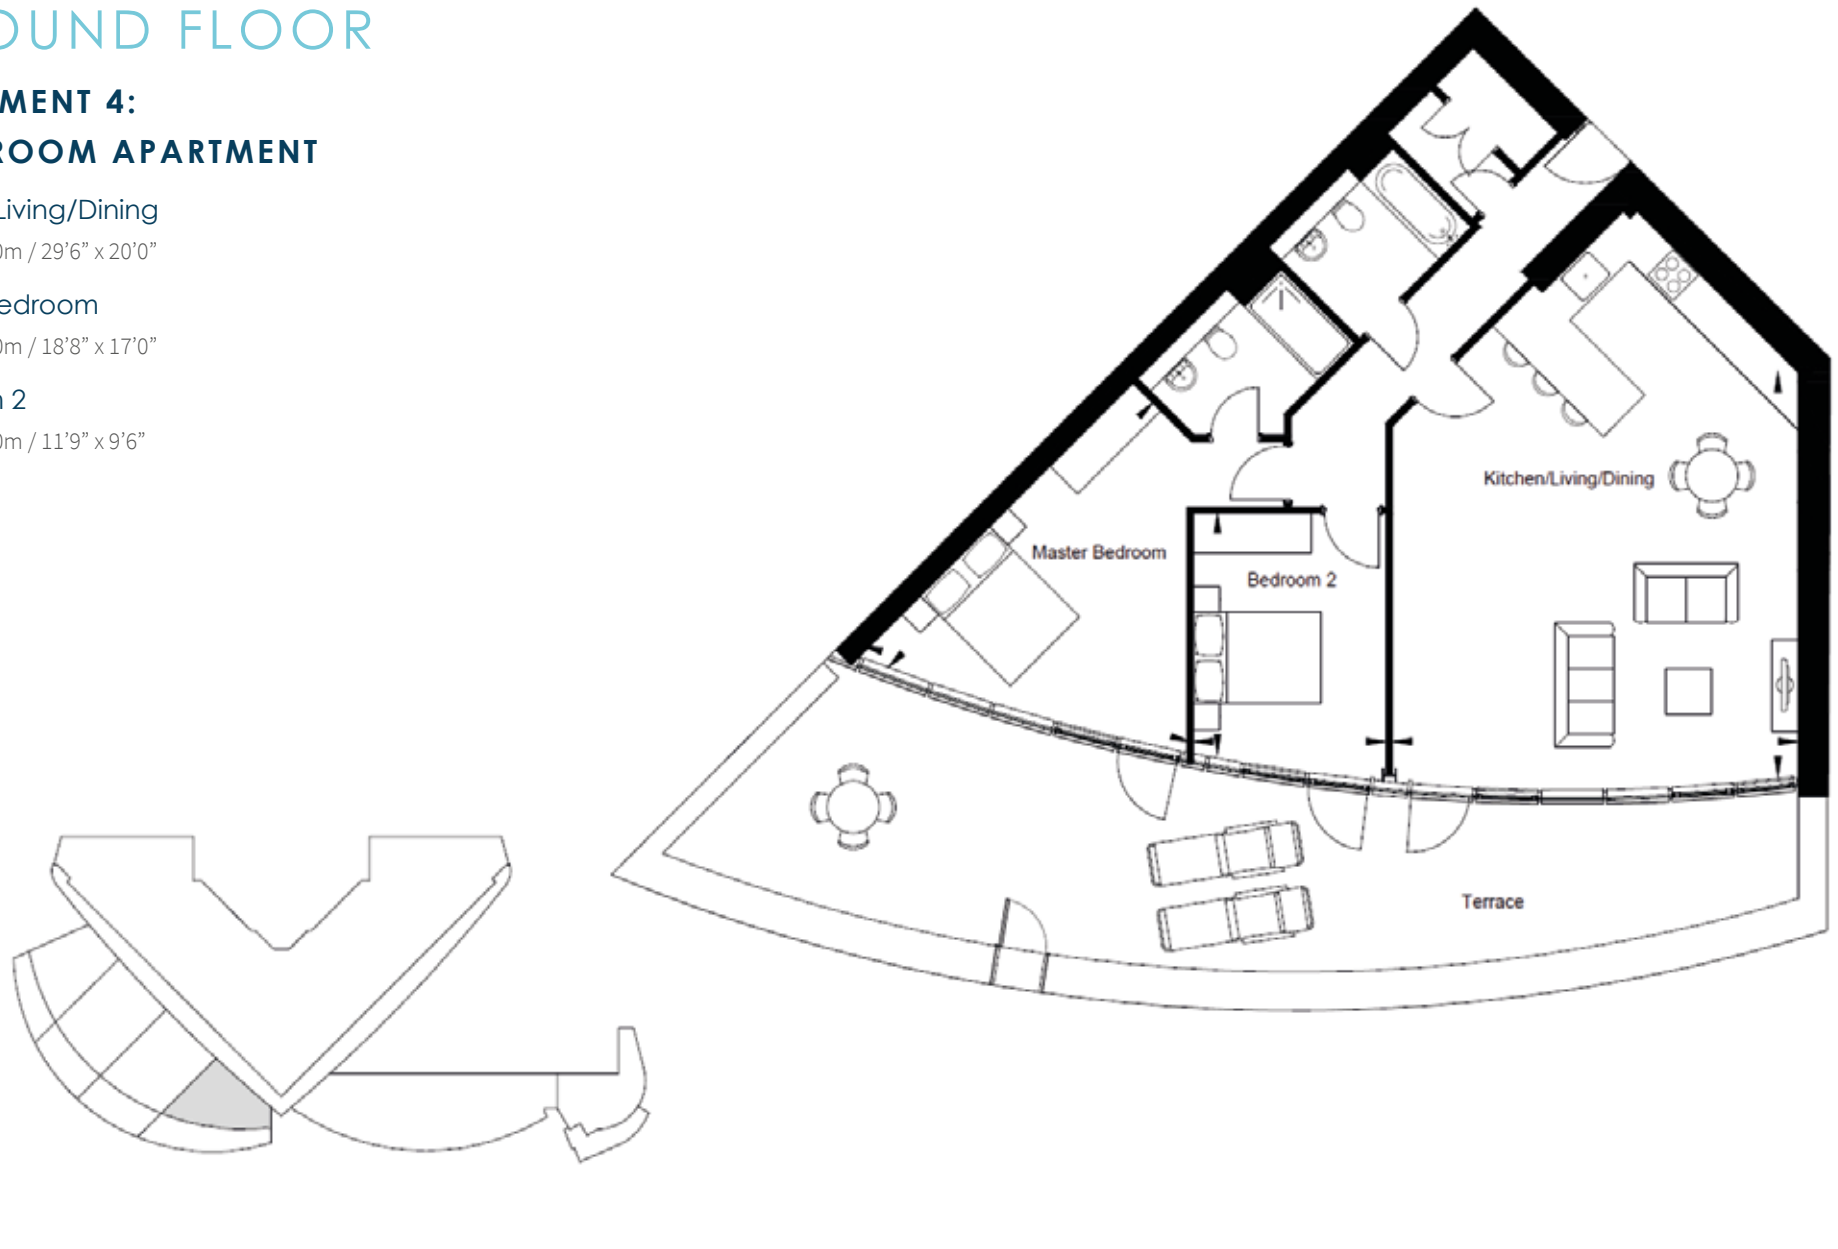 OUND FLOOR
MENT 4:
ROOM APARTMENT
Living/Dining
0m / 29’6” x 20’0”
edroom
0m / 18’8” x 17’0”
n 2
0m / 11’9” x 9’6”
Kitchen/Living/Dining
Master Bedroom
Bedroom 2
Terrace